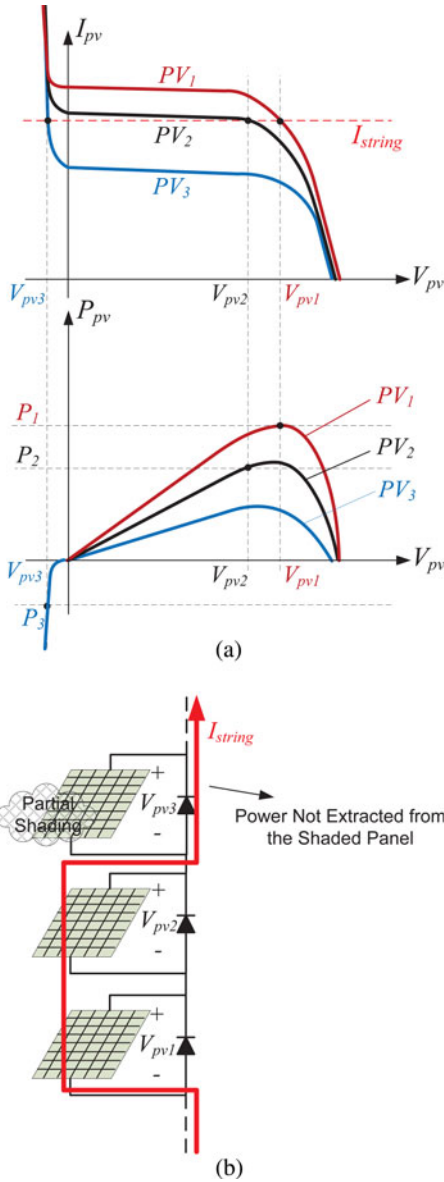 I_pv
PV_1
PV_2
I_string
PV_3
V_pv3
V_pv2
V_pv1
V_pv
P_pv
P_1
PV_1
P_2
PV_2
PV_3
V_pv3
V_pv2
V_pv1
V_pv
P_3
(a)
I_string
+
Partial
Shading
V_pv3
-
Power Not Extracted from
the Shaded Panel
+
V_pv2
-
+
V_pv1
-
(b)